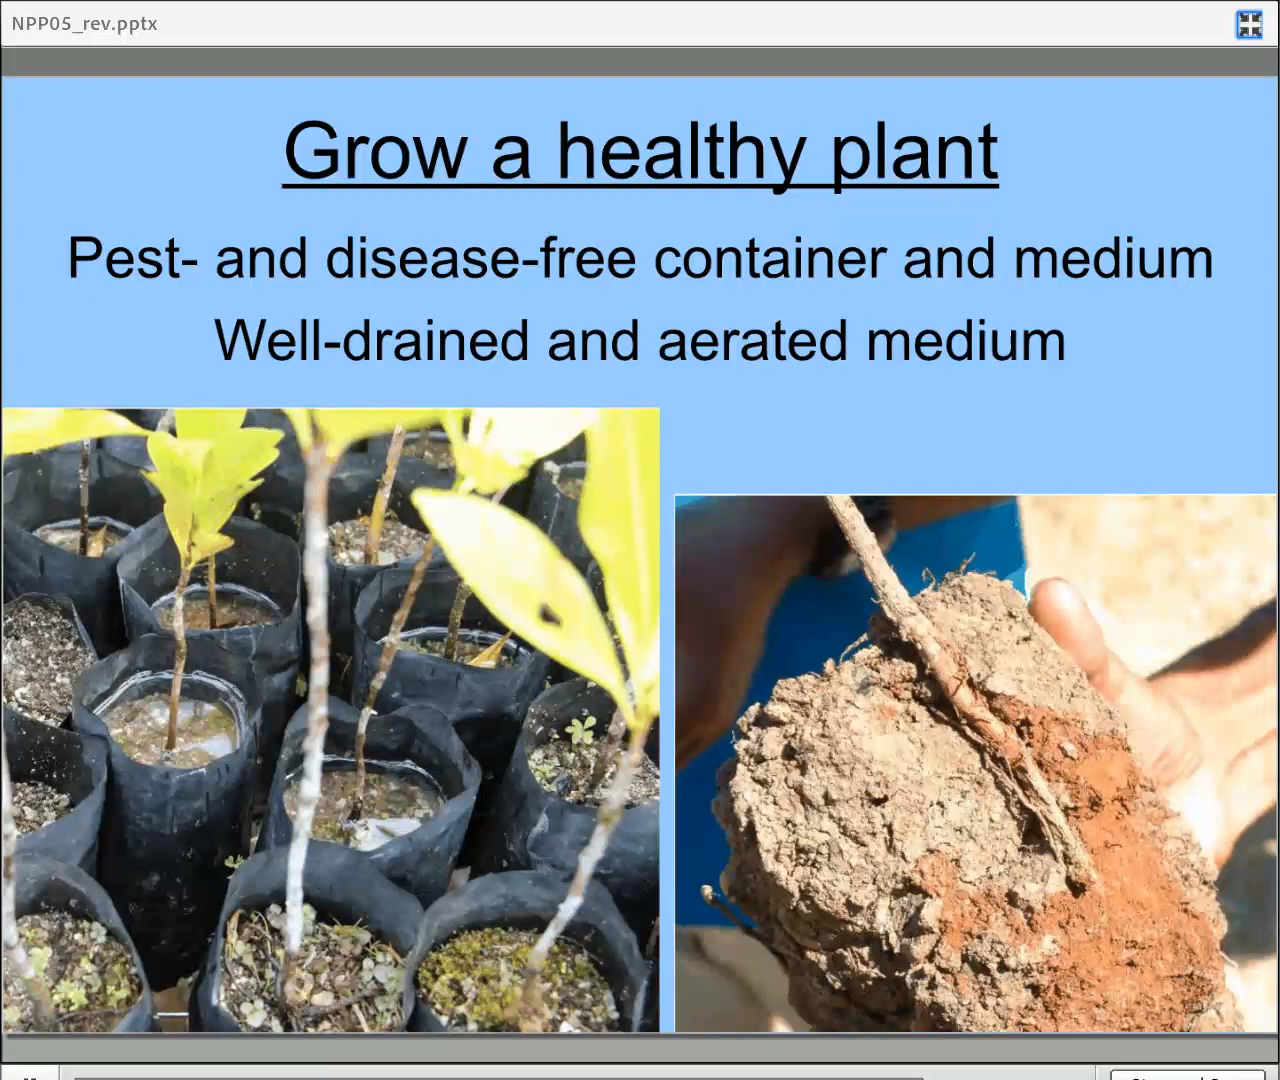 NPP05_rev.pptx
Grow a healthy plant
Pest- and disease-free container and medium
Well-drained and aerated medium